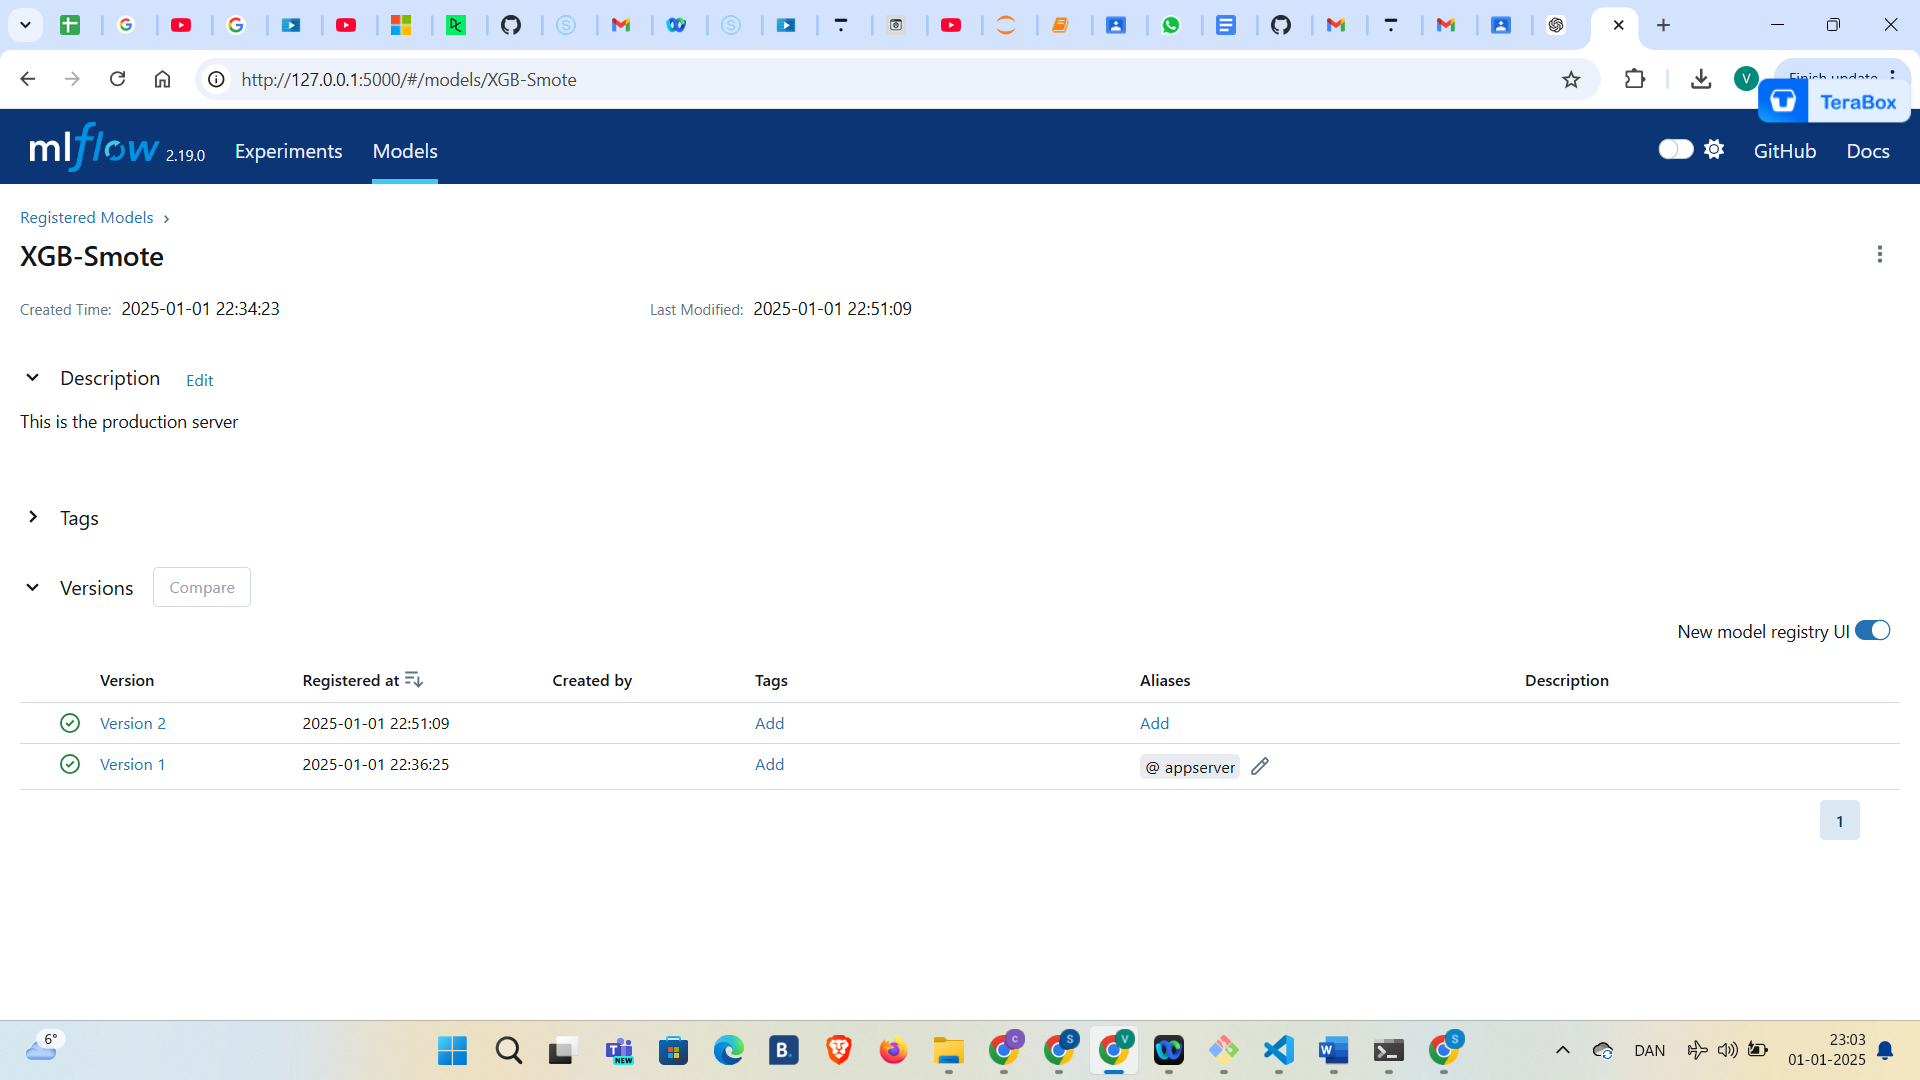 http://127.0.0.1:5000/#/models/XGB-Smote
V
TeraBox
mlflow 2.19.0 Experiments Models GitHub Docs
Registered Models
XGB-Smote
Created Time: 2025-01-01 22:34:23 Last Modified: 2025-01-01 22:51:09
Description Edit
This is the production server
Tags
Versions Compare
New model registry UI
Version Registered at Created by Tags Aliases Description
Version 2 2025-01-01 22:51:09 Add Add
Version 1 2025-01-01 22:36:25 Add @ appserver
1
6°
NEW
B.
C
S
V
W
S
DAN
23:03
01-01-2025